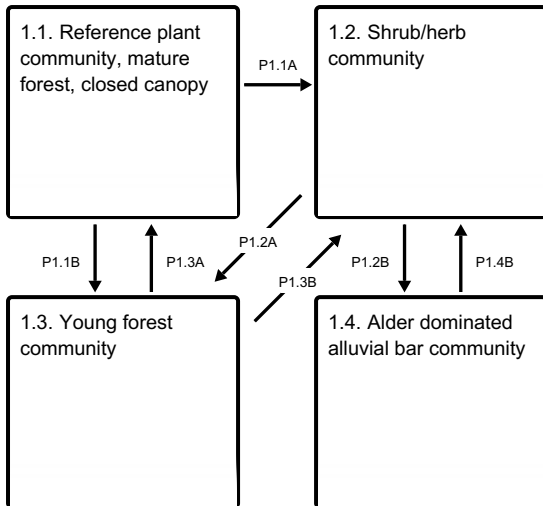 1.1. Reference plant
community, mature
forest, closed canopy
P1.1A
1.2. Shrub/herb
community
P1.1B
P1.3A
P1.2A
P1.3B
P1.2B
P1.4B
1.3. Young forest
community
1.4. Alder dominated
alluvial bar community